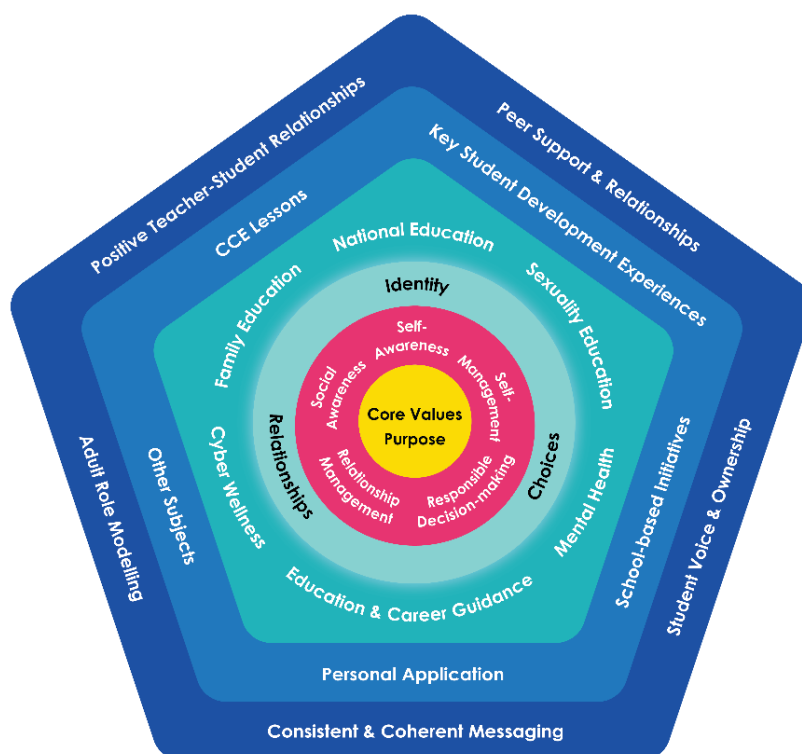 Positive Teacher-Student Relationships
Peer Support & Relationships
CCE Lessons
Key Student Development Experiences
National Education
Family Education
Sexuality Education
Identity
Self-
Awareness
Social
Awareness
Self-
Management
Core Values
Purpose
Relationships
Choices
Relationship
Management
Responsible
Decision-making
Cyber Wellness
Mental Health
Education & Career Guidance
Other Subjects
School-based Initiatives
Adult Role Modelling
Student Voice & Ownership
Personal Application
Consistent & Coherent Messaging